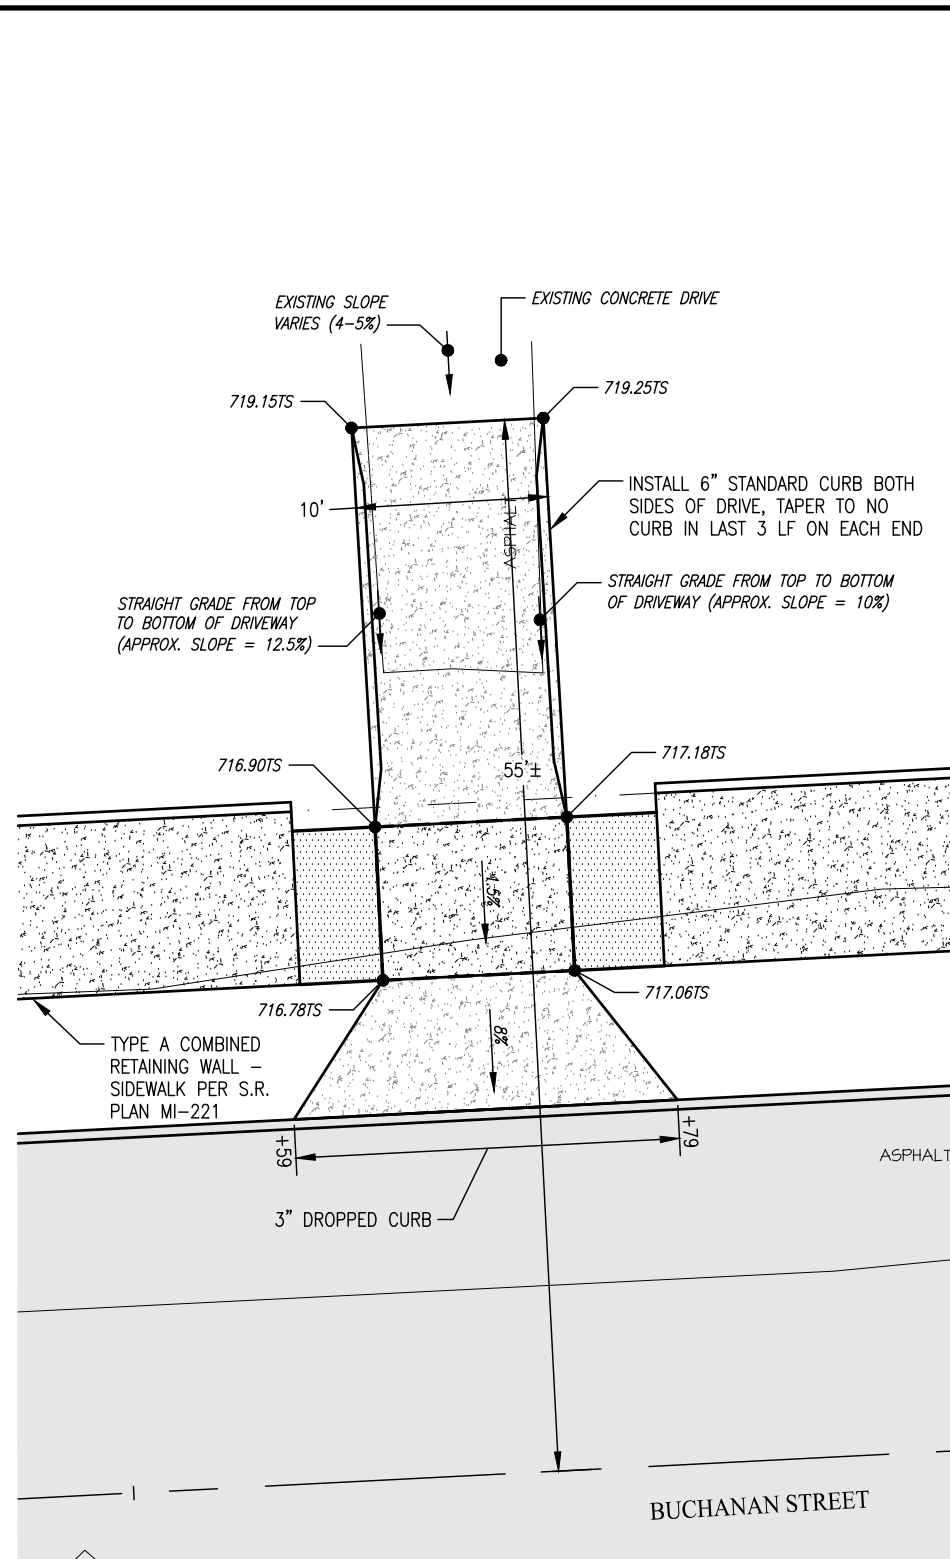 EXISTING SLOPE
VARIES (4-5%)
EXISTING CONCRETE DRIVE
719.15TS
719.25TS
INSTALL 6" STANDARD CURB BOTH
SIDES OF DRIVE, TAPER TO NO
CURB IN LAST 3 LF ON EACH END
10'
ASPHALT
STRAIGHT GRADE FROM TOP
TO BOTTOM OF DRIVEWAY
(APPROX. SLOPE = 12.5%)
STRAIGHT GRADE FROM TOP TO BOTTOM
OF DRIVEWAY (APPROX. SLOPE = 10%)
716.90TS
717.18TS
55'±
1.5%
716.78TS
717.06TS
8%
TYPE A COMBINED
RETAINING WALL –
SIDEWALK PER S.R.
PLAN MI-221
+59
+79
ASPHALT
3" DROPPED CURB
BUCHANAN STREET